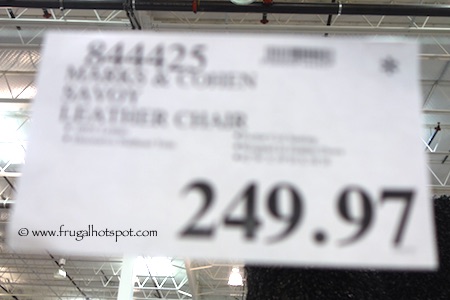 844425
MARKS & COHEN
SAVOY
LEATHER CHAIR
*
249.97
© www.frugalhotspot.com